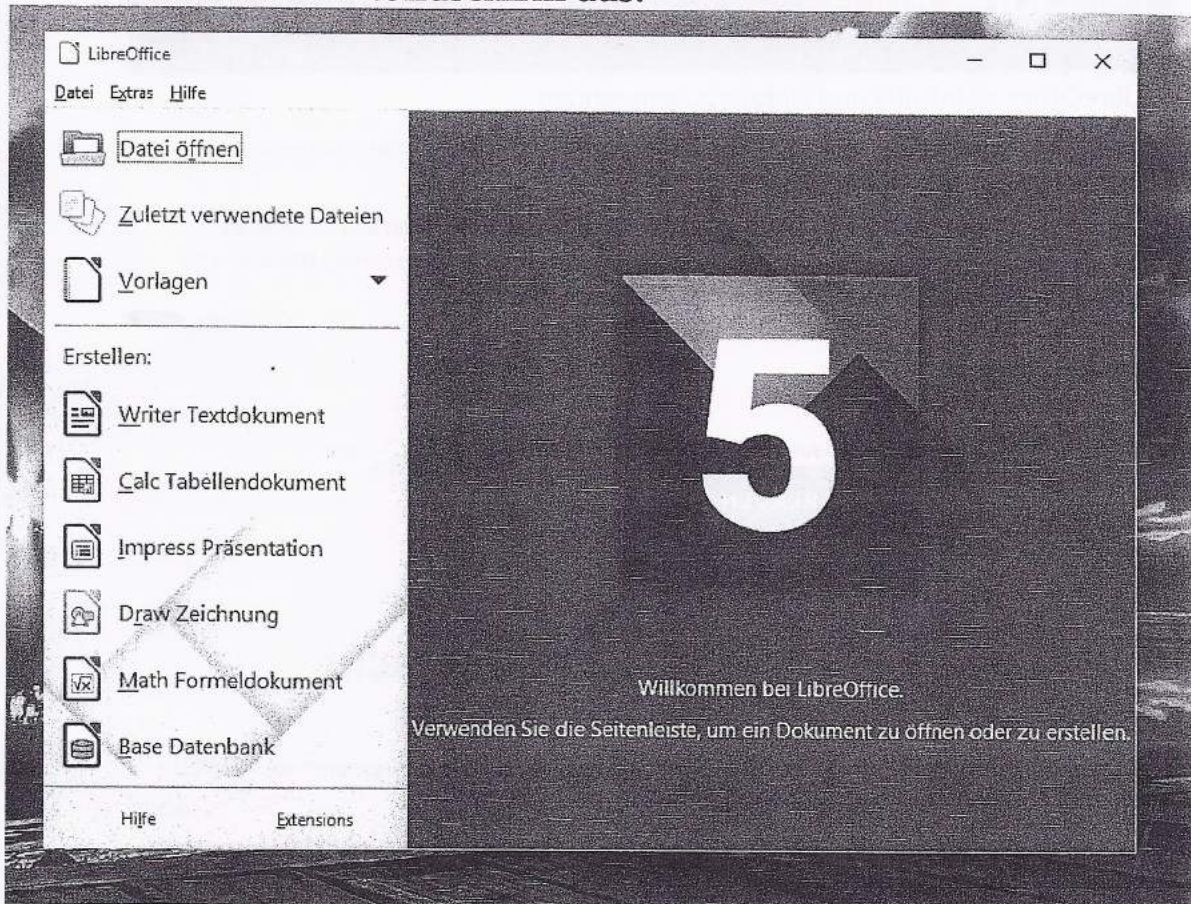 LibreOffice
Datei Extras Hilfe
Datei öffnen
Zuletzt verwendete Dateien
Vorlagen
Erstellen:
Writer Textdokument
Calc Tabellendokument
Impress Präsentation
Draw Zeichnung
Math Formeldokument
Base Datenbank
Hilfe Extensions
5
Willkommen bei LibreOffice.
Verwenden Sie die Seitenleiste, um ein Dokument zu öffnen oder zu erstellen.